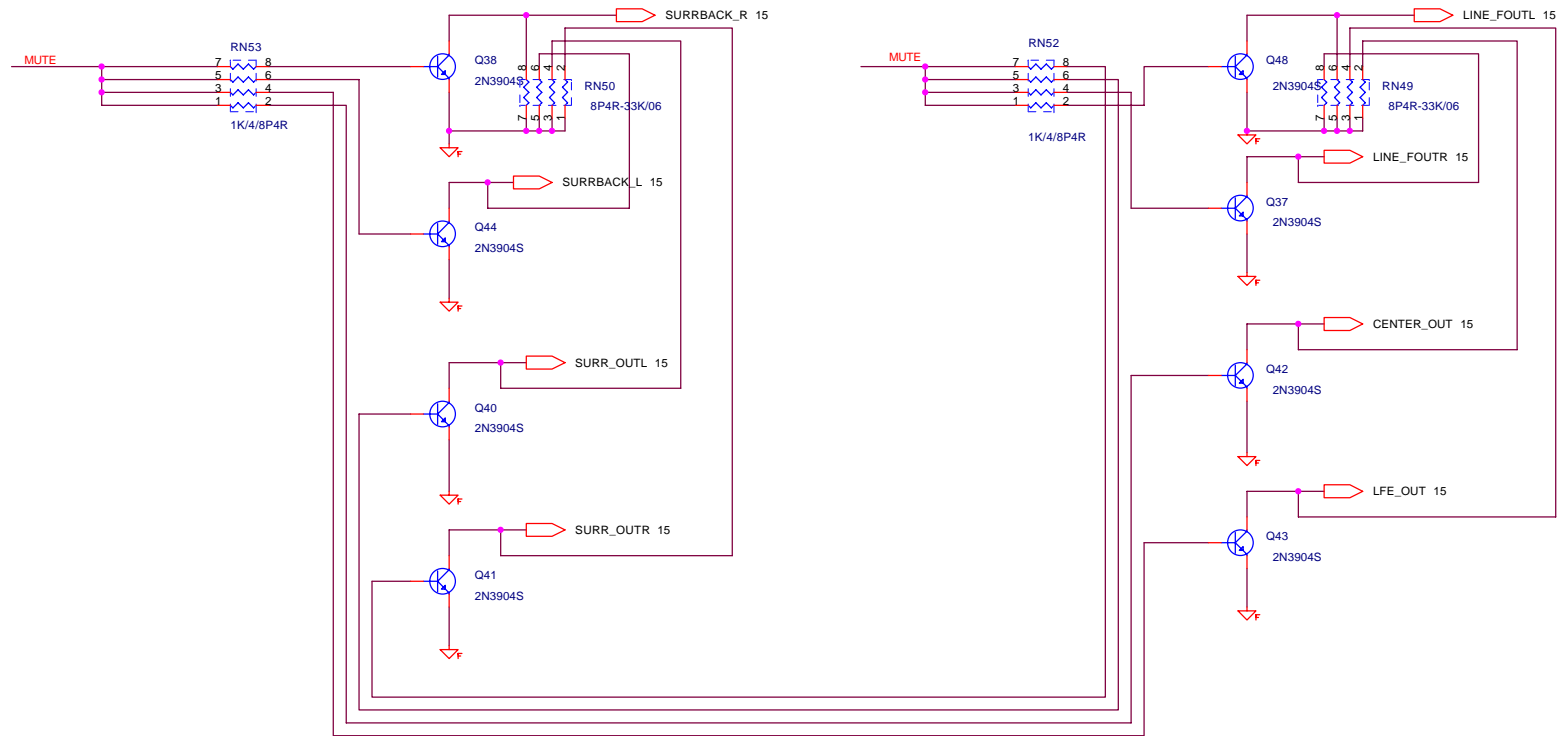 SURRBACK_R 15
LINE_FOUTL 15
RN53
RN52
MUTE
MUTE
7 8
5 6
3 4
1 2
1K/4/8P4R
Q38
2N3904S
8 6 4 2
7 5 3 1
RN50
8P4R-33K/06
F
7 8
5 6
3 4
1 2
1K/4/8P4R
Q48
2N3904S
8 6 4 2
7 5 3 1
RN49
8P4R-33K/06
F
SURRBACK_L 15
LINE_FOUTR 15
Q44
2N3904S
F
Q37
2N3904S
F
SURR_OUTL 15
CENTER_OUT 15
Q40
2N3904S
F
Q42
2N3904S
F
SURR_OUTR 15
LFE_OUT 15
Q41
2N3904S
F
Q43
2N3904S
F